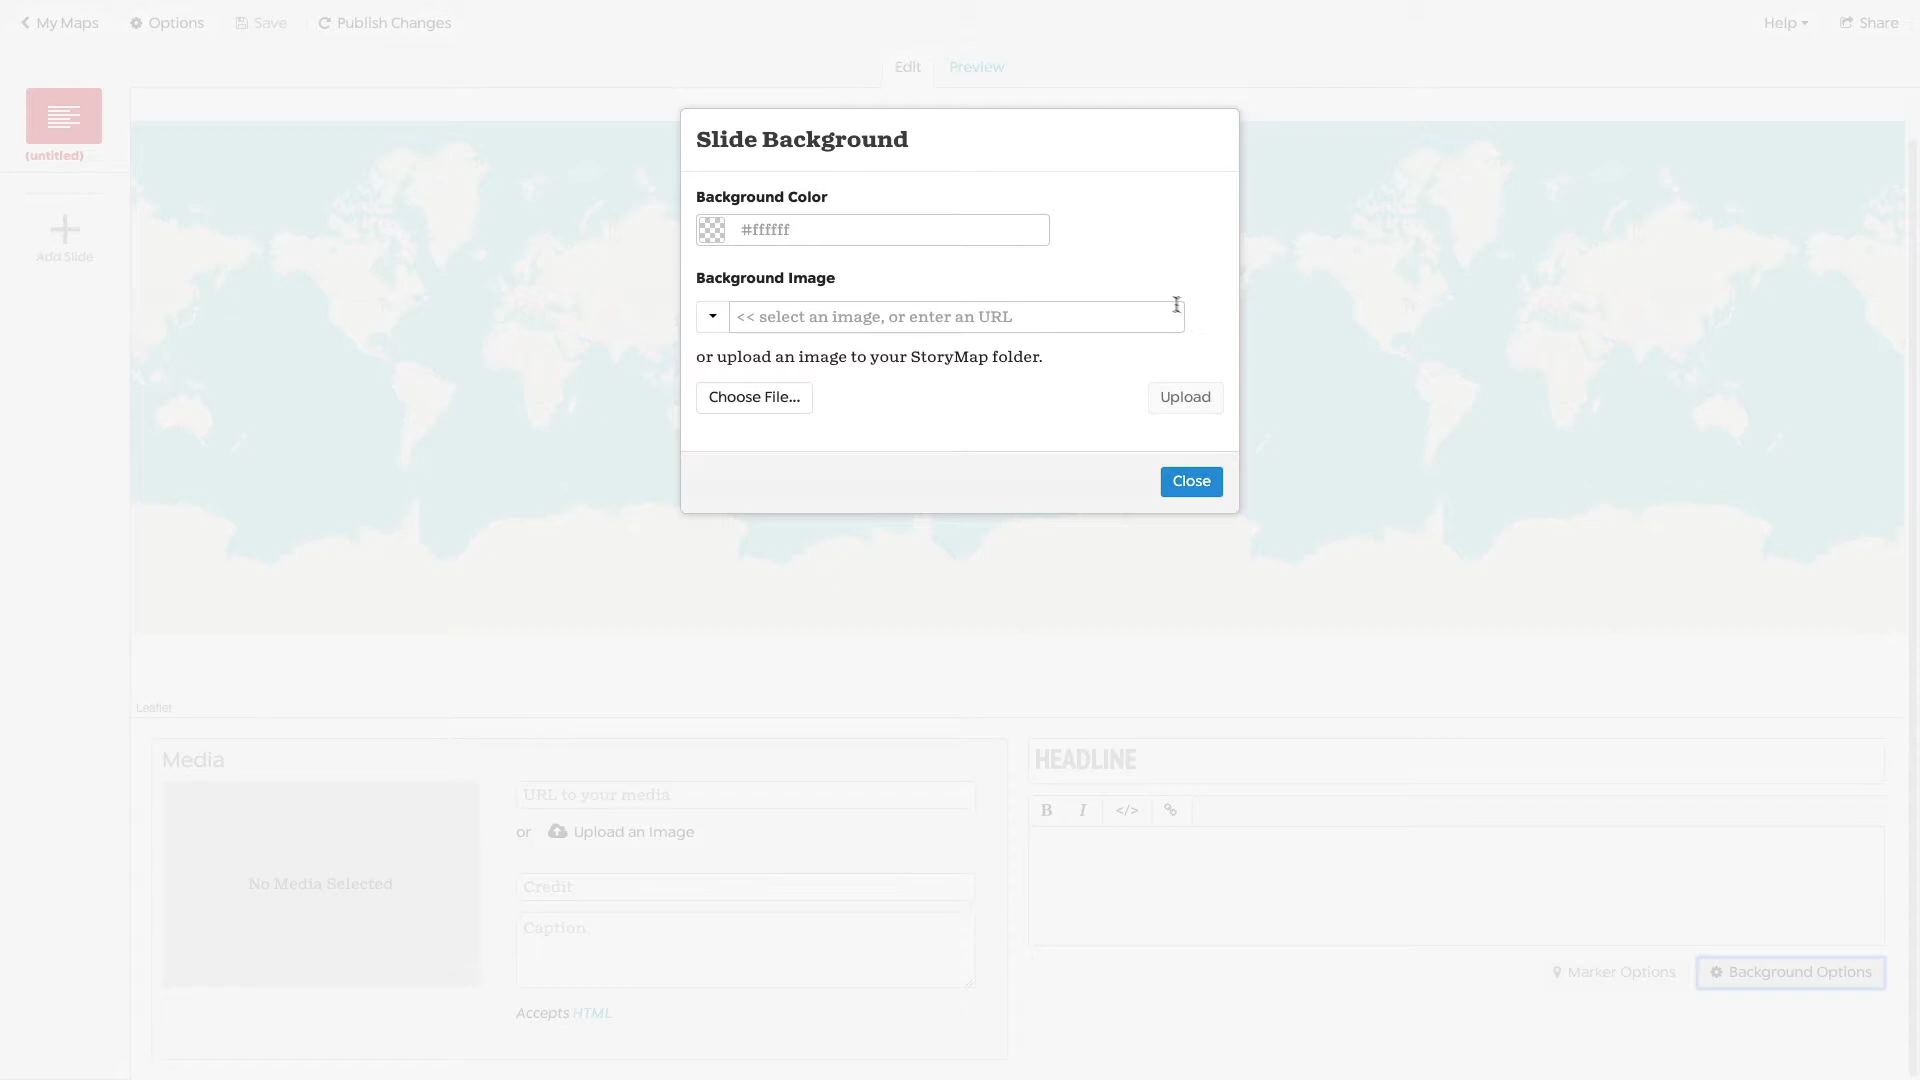 My Maps
Options
Save
Publish Changes
Help
Share
Edit
Preview
(untitled)
Add Slide
Slide Background
Background Color
#ffffff
Background Image
<< select an image, or enter an URL
or upload an image to your StoryMap folder.
Choose File...
Upload
Close
Leaflet
Media
No Media Selected
URL to your media
or
Upload an Image
Credit
Caption
Accepts HTML
HEADLINE
B
I
</>
Marker Options
Background Options